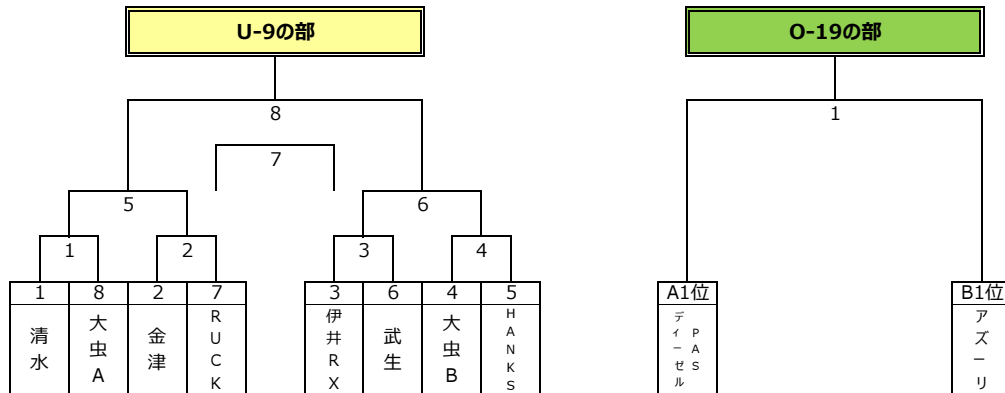 U-9の部
O-19の部
8
1
7
5
6
1
2
3
4
1
8
2
7
3
6
4
5
A1位
B1位
清水
大虫A
金津
RUCK
伊井RX
武生
大虫B
HANKS
PAS
ディーゼル
アズーリ